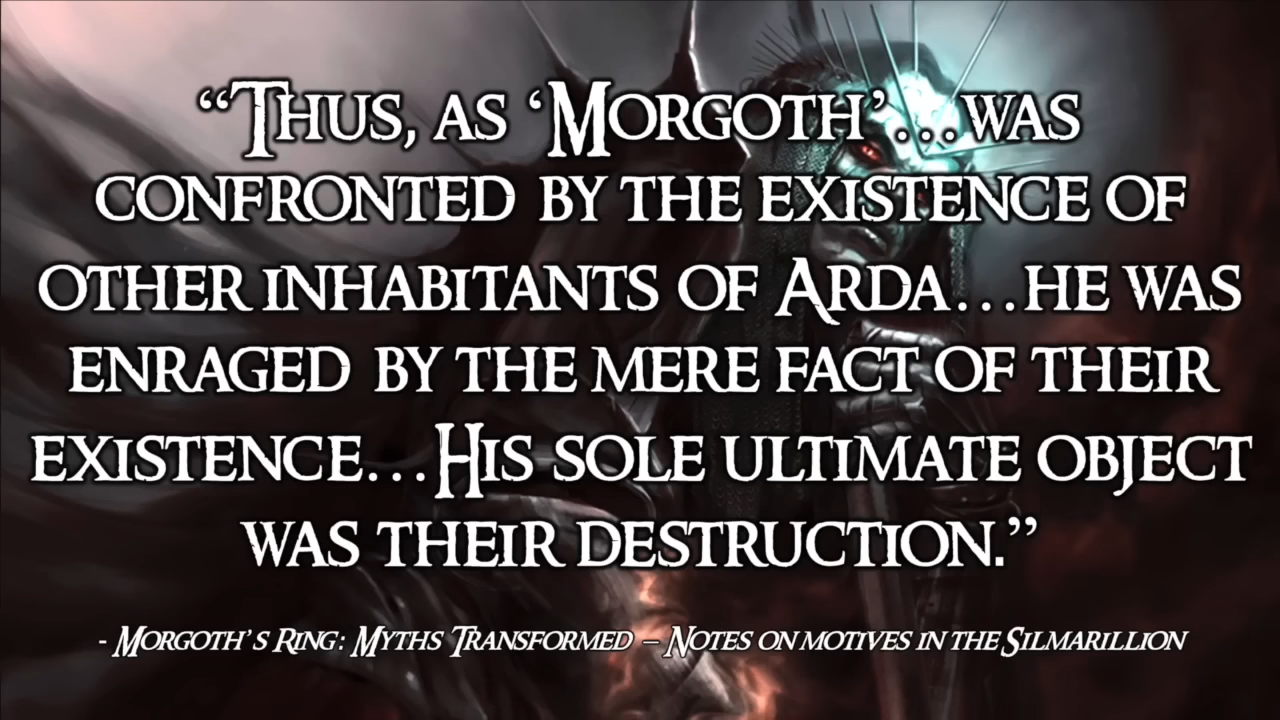 “Thus, as ‘Morgoth’...was
confronted by the existence of
other inhabitants of Arda...he was
enraged by the mere fact of their
existence...His sole ultimate object
was their destruction.”
- Morgoth’s Ring: Myths Transformed – Notes on motives in the Silmarillion